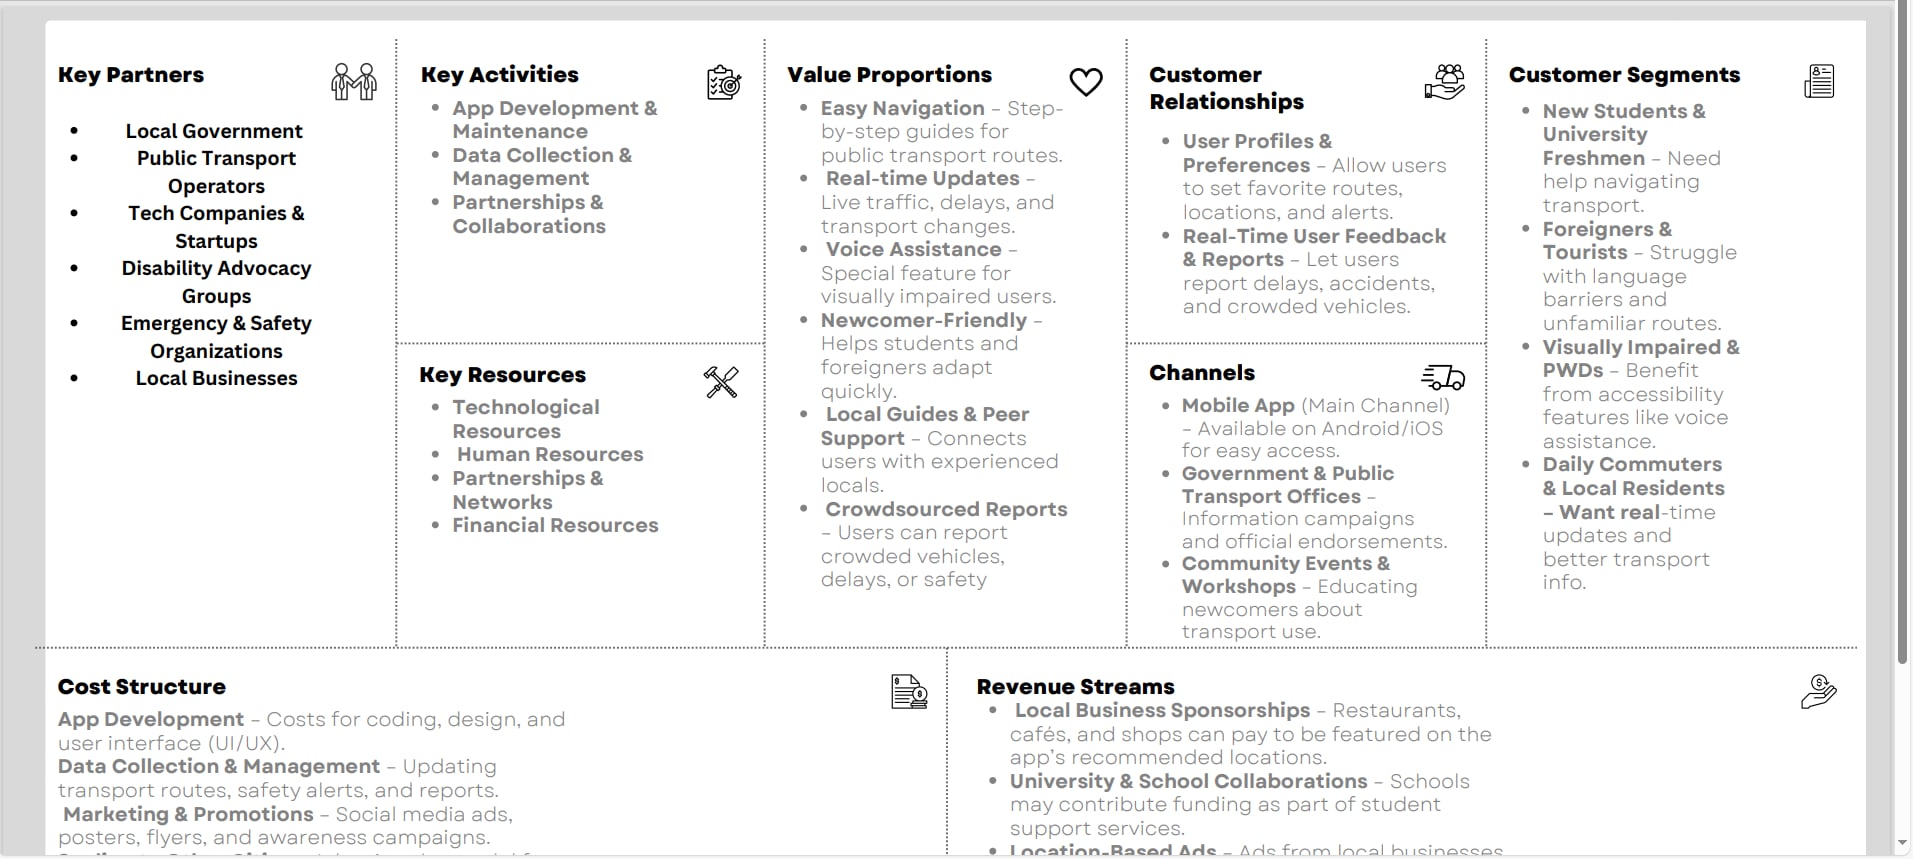 Key Partners
• Local Government
• Public Transport
Operators
• Tech Companies &
Startups
• Disability Advocacy
Groups
• Emergency & Safety
Organizations
• Local Businesses
Key Activities
• App Development &
Maintenance
• Data Collection &
Management
• Partnerships &
Collaborations
Key Resources
• Technological
Resources
• Human Resources
• Partnerships &
Networks
• Financial Resources
Value Proportions
• Easy Navigation – Step-
by-step guides for
public transport routes.
• Real-time Updates –
Live traffic, delays, and
transport changes.
• Voice Assistance –
Special feature for
visually impaired users.
• Newcomer-Friendly –
Helps students and
foreigners adapt
quickly.
• Local Guides & Peer
Support – Connects
users with experienced
locals.
• Crowdsourced Reports
– Users can report
crowded vehicles,
delays, or safety
Customer
Relationships
• User Profiles &
Preferences – Allow users
to set favorite routes,
locations, and alerts.
• Real-Time User Feedback
& Reports – Let users
report delays, accidents,
and crowded vehicles.
Channels
• Mobile App (Main Channel)
– Available on Android/iOS
for easy access.
• Government & Public
Transport Offices –
Information campaigns
and official endorsements.
• Community Events &
Workshops – Educating
newcomers about
transport use.
Customer Segments
• New Students &
University
Freshmen – Need
help navigating
transport.
• Foreigners &
Tourists – Struggle
with language
barriers and
unfamiliar routes.
• Visually Impaired &
PWDs – Benefit
from accessibility
features like voice
assistance.
• Daily Commuters
& Local Residents
– Want real-time
updates and
better transport
info.
Cost Structure
App Development – Costs for coding, design, and
user interface (UI/UX).
Data Collection & Management – Updating
transport routes, safety alerts, and reports.
Marketing & Promotions – Social media ads,
posters, flyers, and awareness campaigns.
Revenue Streams
• Local Business Sponsorships – Restaurants,
cafés, and shops can pay to be featured on the
app's recommended locations.
• University & School Collaborations – Schools
may contribute funding as part of student
support services.
• Location-Based Ads – Ads from local businesses